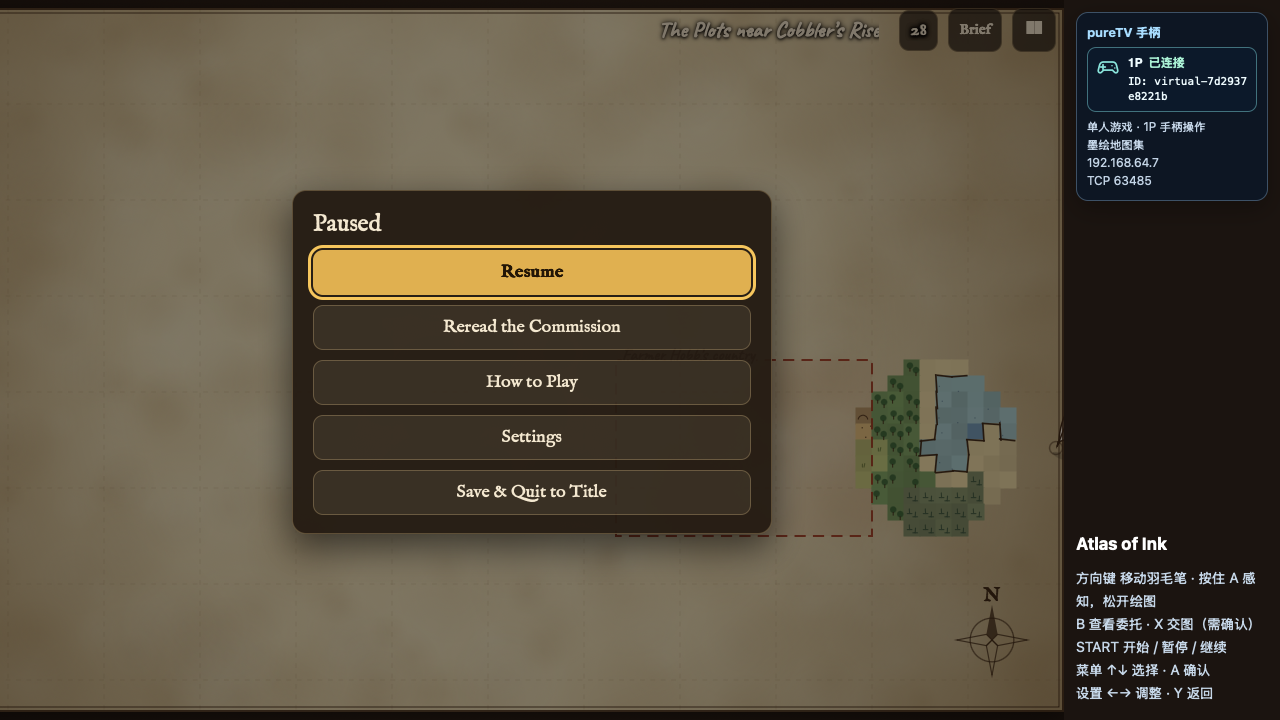 The Plots near Cobbler's Rise
28
Brief
Paused
Resume
Reread the Commission
How to Play
Settings
Save & Quit to Title
N
pureTV 手柄
1P 已连接
ID: virtual-7d2937
e8221b
单人游戏 · 1P 手柄操作
墨绘地图集
192.168.64.7
TCP 63485
Atlas of Ink
方向键 移动羽毛笔 · 按住 A 感
知，松开绘图
B 查看委托 · X 交图（需确认）
START 开始 / 暂停 / 继续
菜单 ↑↓ 选择 · A 确认
设置 ←→ 调整 · Y 返回